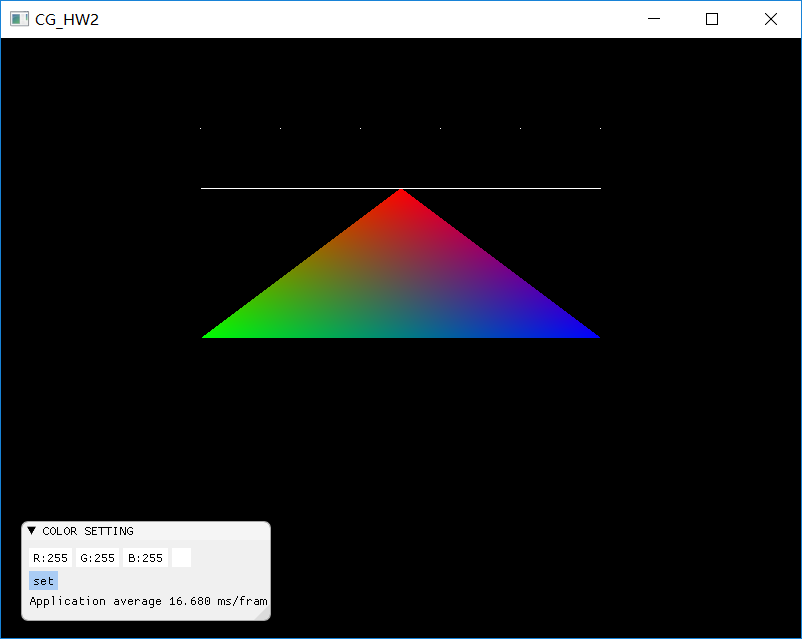 CG_HW2
COLOR SETTING
R:255 G:255 B:255
set
Application average 16.680 ms/fram